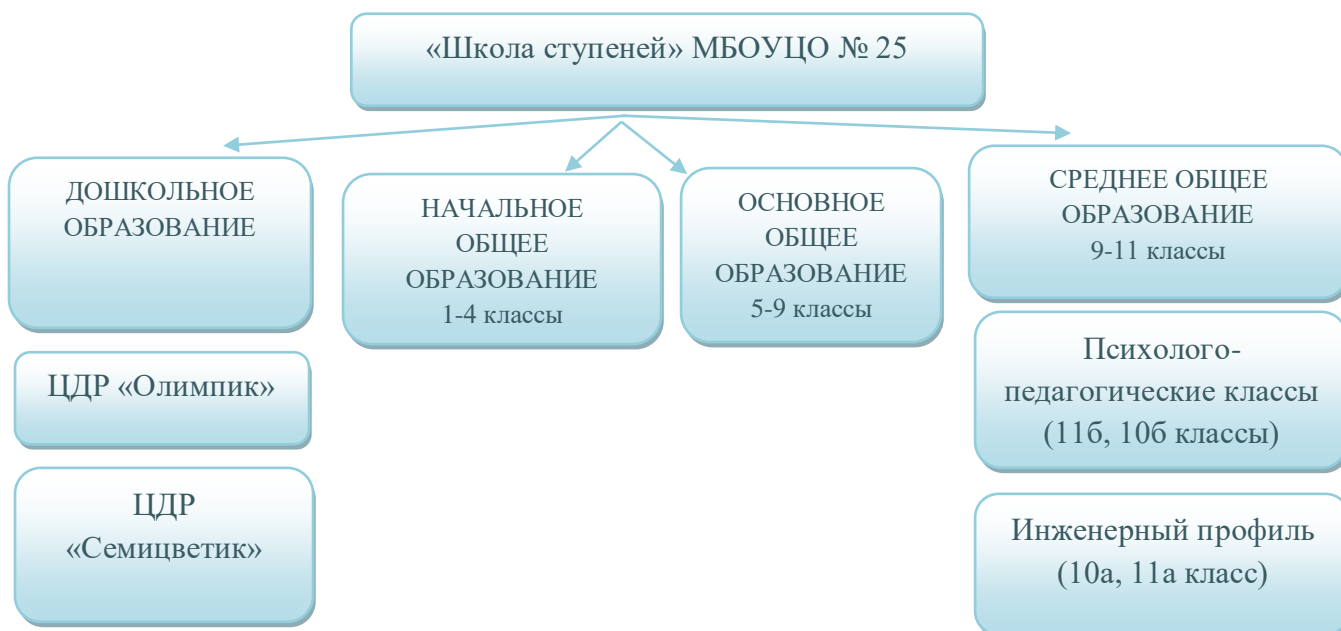 «Школа ступеней» МБОУЦО № 25
ДОШКОЛЬНОЕ
ОБРАЗОВАНИЕ
НАЧАЛЬНОЕ
ОБЩЕЕ
ОБРАЗОВАНИЕ
1-4 классы
ОСНОВНОЕ
ОБЩЕЕ
ОБРАЗОВАНИЕ
5-9 классы
СРЕДНЕЕ ОБЩЕЕ
ОБРАЗОВАНИЕ
9-11 классы
ЦДР «Олимпик»
ЦДР
«Семицветик»
Психолого-
педагогические классы
(11б, 10б классы)
Инженерный профиль
(10а, 11а класс)